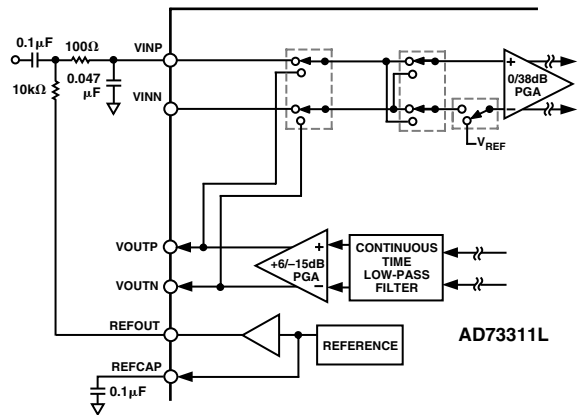 0.1μF
100Ω
VINP
0.047
μF
10kΩ
VINN
+
0/38dB
PGA
–
VREF
VOUTP
+
+6/–15dB
PGA
–
CONTINUOUS
TIME
LOW-PASS
FILTER
VOUTN
REFOUT
REFERENCE
AD73311L
REFCAP
0.1μF